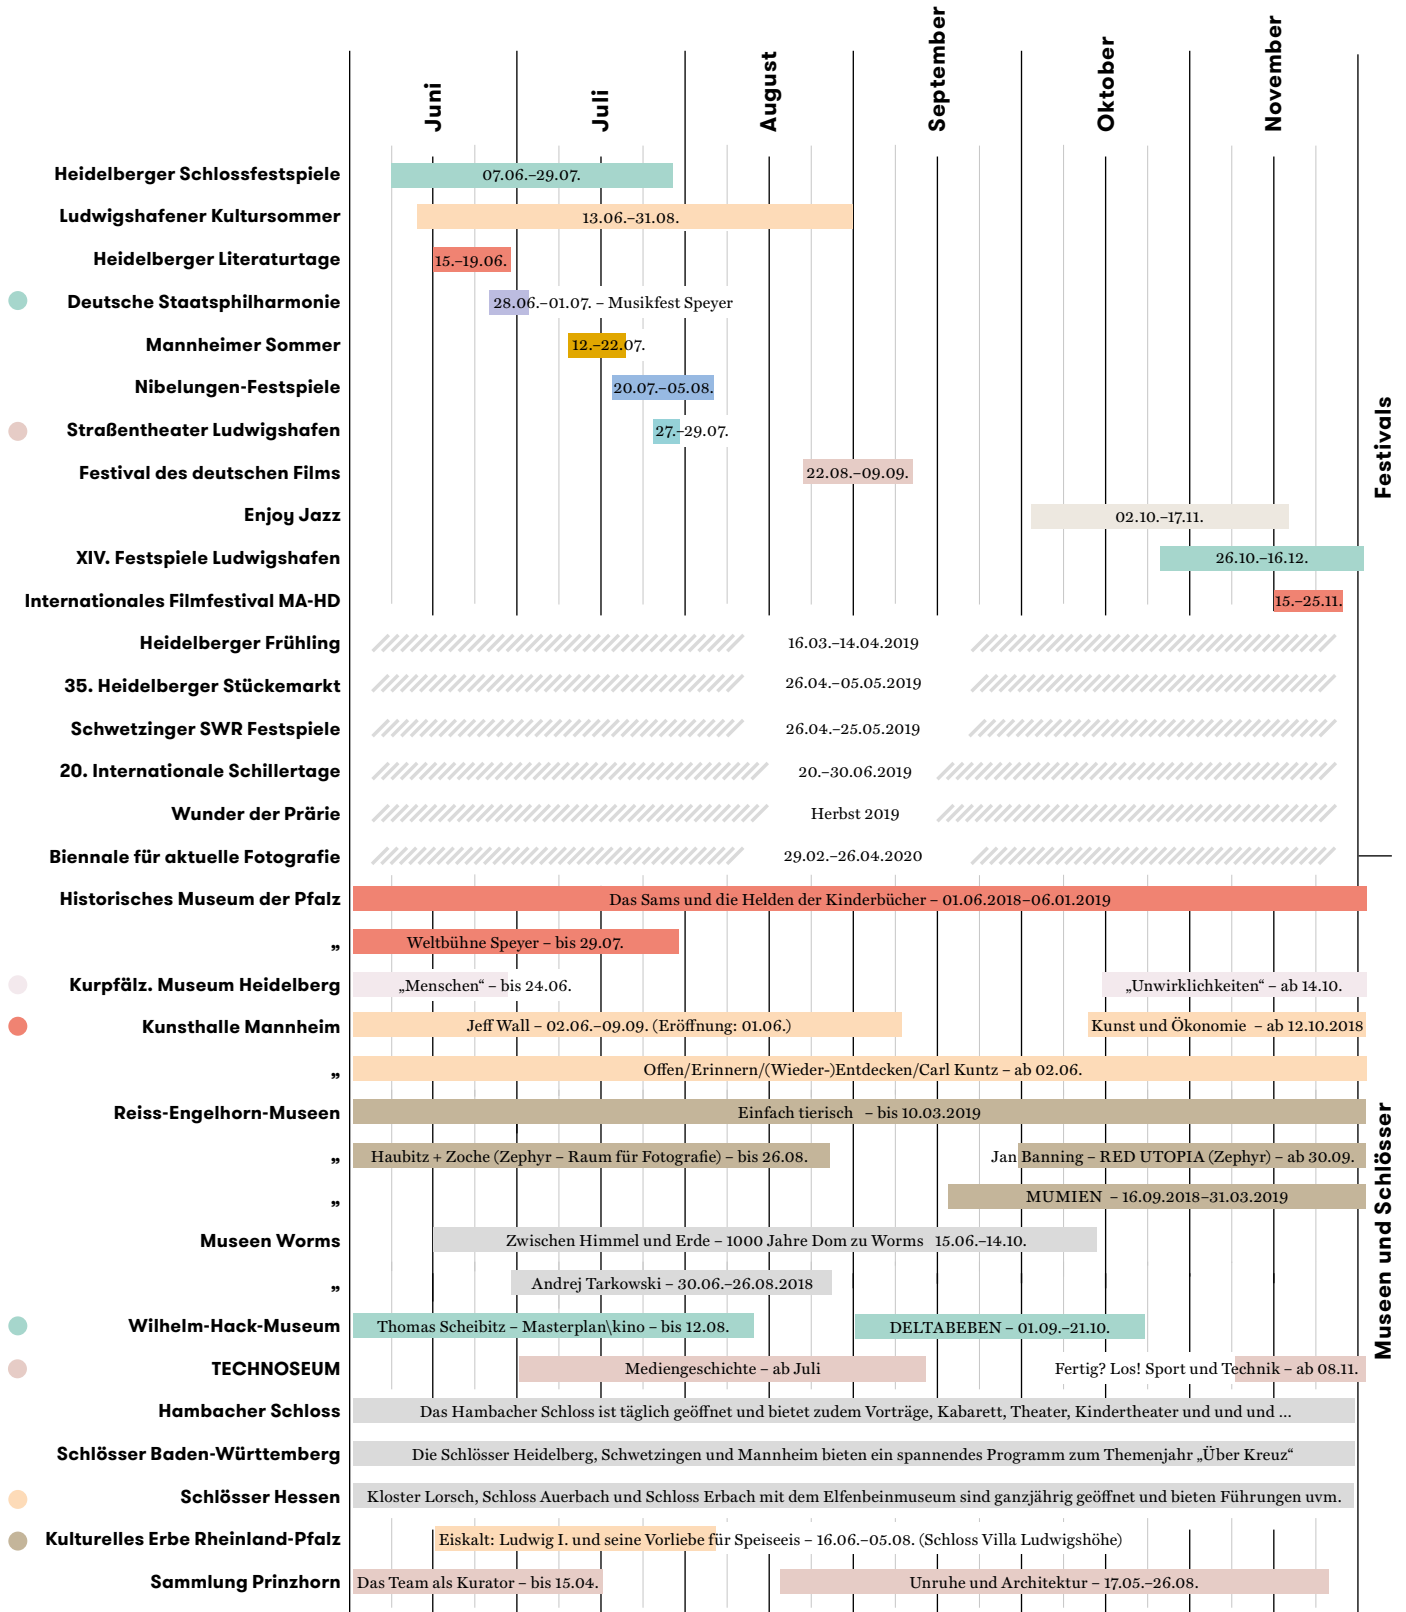 Juni
Juli
August
September
Oktober
November
Heidelberger Schlossfestspiele
07.06.–29.07.
Ludwigshafener Kultursommer
13.06.–31.08.
Heidelberger Literaturtage
15.–19.06.
Deutsche Staatsphilharmonie
28.06.–01.07. – Musikfest Speyer
Mannheimer Sommer
12.–22.07.
Nibelungen-Festspiele
20.07.–05.08.
Straßentheater Ludwigshafen
27.–29.07.
Festival des deutschen Films
22.08.–09.09.
Enjoy Jazz
02.10.–17.11.
XIV. Festspiele Ludwigshafen
26.10.–16.12.
Internationales Filmfestival MA-HD
15.–25.11.
Heidelberger Frühling
16.03.–14.04.2019
35. Heidelberger Stückemarkt
26.04.–05.05.2019
Schwetzinger SWR Festspiele
26.04.–25.05.2019
20. Internationale Schillertage
20.–30.06.2019
Wunder der Prärie
Herbst 2019
Biennale für aktuelle Fotografie
29.02.–26.04.2020
Festivals
Historisches Museum der Pfalz
Das Sams und die Helden der Kinderbücher – 01.06.2018–06.01.2019
„
Weltbühne Speyer – bis 29.07.
Kurpfälz. Museum Heidelberg
„Menschen“ – bis 24.06.
„Unwirklichkeiten“ – ab 14.10.
Kunsthalle Mannheim
Jeff Wall – 02.06.–09.09. (Eröffnung: 01.06.)
Kunst und Ökonomie – ab 12.10.2018
„
Offen/Erinnern/(Wieder-)Entdecken/Carl Kuntz – ab 02.06.
Reiss-Engelhorn-Museen
Einfach tierisch – bis 10.03.2019
„
Haubitz + Zoche (Zephyr – Raum für Fotografie) – bis 26.08.
Jan Banning – RED UTOPIA (Zephyr) – ab 30.09.
„
MUMIEN – 16.09.2018–31.03.2019
Museen Worms
Zwischen Himmel und Erde – 1000 Jahre Dom zu Worms 15.06.–14.10.
„
Andrej Tarkowski – 30.06.–26.08.2018
Wilhelm-Hack-Museum
Thomas Scheibitz – Masterplan\kino – bis 12.08.
DELTABEBEN – 01.09.–21.10.
TECHNOSEUM
Mediengeschichte – ab Juli
Fertig? Los! Sport und Technik – ab 08.11.
Hambacher Schloss
Das Hambacher Schloss ist täglich geöffnet und bietet zudem Vorträge, Kabarett, Theater, Kindertheater und und und ...
Schlösser Baden-Württemberg
Die Schlösser Heidelberg, Schwetzingen und Mannheim bieten ein spannendes Programm zum Themenjahr „Über Kreuz“
Schlösser Hessen
Kloster Lorsch, Schloss Auerbach und Schloss Erbach mit dem Elfenbeinmuseum sind ganzjährig geöffnet und bieten Führungen uvm.
Kulturelles Erbe Rheinland-Pfalz
Eiskalt: Ludwig I. und seine Vorliebe für Speiseeis – 16.06.–05.08. (Schloss Villa Ludwigshöhe)
Sammlung Prinzhorn
Das Team als Kurator – bis 15.04.
Unruhe und Architektur – 17.05.–26.08.
Museen und Schlösser